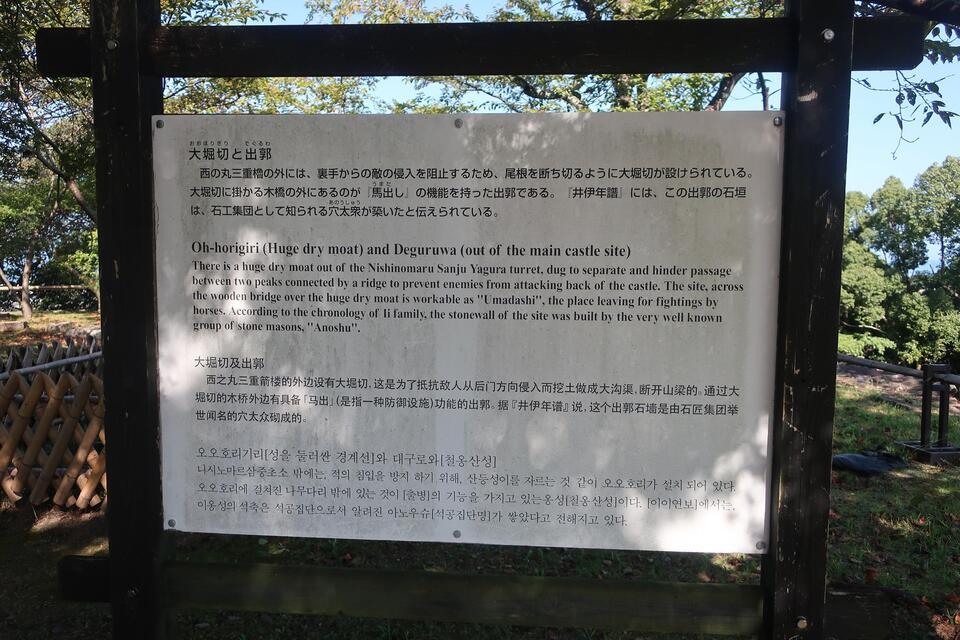 おおほりきり でぐるわ
大堀切と出郭
西の丸三重櫓の外には、裏手からの敵の侵入を阻止するため、尾根を断ち切るように大堀切が設けられている。
うまだ
大堀切に掛かる木橋の外にあるのが『馬出し』の機能を持った出郭である。『井伊年譜』には、この出郭の石垣
あのうしゅう
は、石工集団として知られる穴太衆が築いたと伝えられている。
Oh-horigiri (Huge dry moat) and Deguruwa (out of the main castle site)
There is a huge dry moat out of the Nishinomaru Sanju Yagura turret, dug to separate and hinder passage
between two peaks connected by a ridge to prevent enemies from attacking back of the castle. The site, across
the wooden bridge over the huge dry moat is workable as "Umadashi", the place leaving for fightings by
horses. According to the chronology of Ii family, the stonewall of the site was built by the very well known
group of stone masons, "Anoshu".
大堀切及出郭
西之丸三重箭楼的外边设有大堀切，这是为了抵抗敌人从后门方向侵入而挖土做成大沟渠，断开山梁的。通过大
堀切的木桥外边有具备「马出」(是指一种防御设施)功能的出郭。据『井伊年谱』说，这个出郭石墙是由石匠集团举
世闻名的穴太众砌成的。
오오호리기리[성을 둘러싼 경계선]와 대구로와[철옹산성]
니시노마르삼중초소 밖에는, 적의 침입을 방치 하기 위해, 산등성이를 자르는 것 같이 오오호리가 설치 되어 있다.
오오호리에 걸쳐진 나무다리 밖에 있는 것이 [출병]의 기능을 가지고 있는옹성[철옹산성]이다. [이이연보]에서는,
이옹성의 석축은 석공집단으로서 알려진 아노우슈[석공집단명]가 쌓았다고 전해지고 있다.